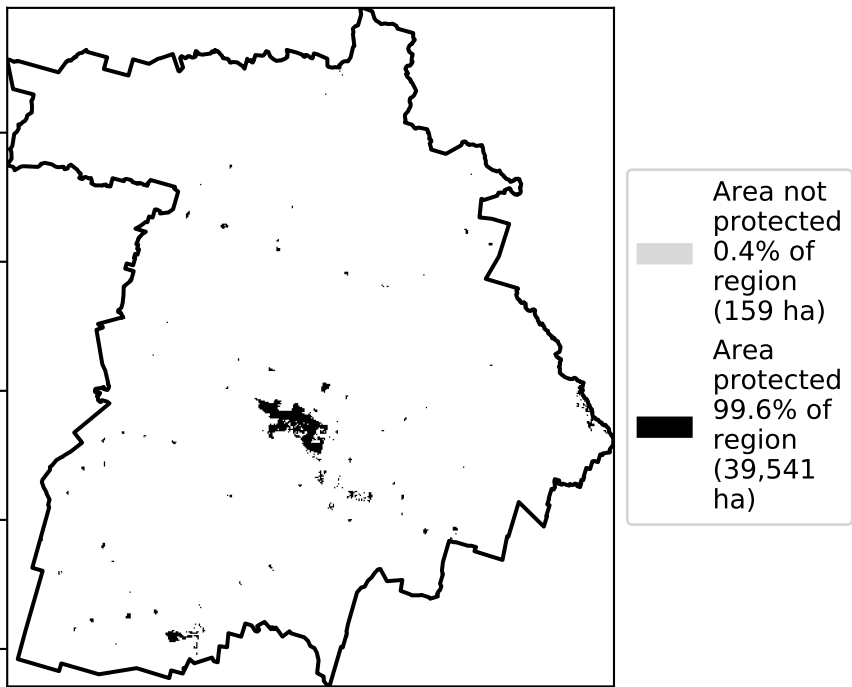 Area not
protected
0.4% of
region
(159 ha)
Area
protected
99.6% of
region
(39,541
ha)